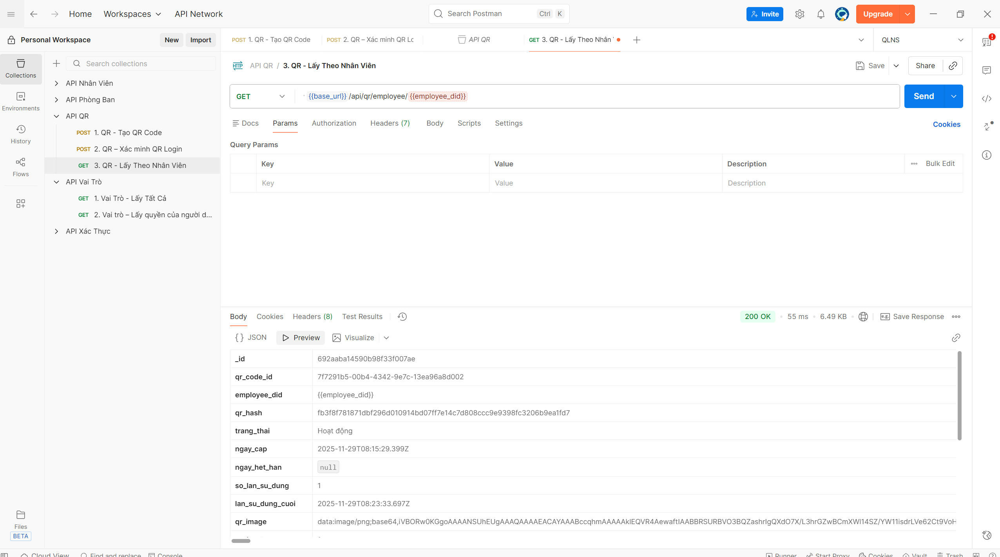 Home Workspaces API Network Search Postman Ctrl K Invite Upgrade
Personal Workspace New Import
POST 1. QR - Tạo QR Code POST 2. QR – Xác minh QR Lo API QR GET 3. QR - Lấy Theo Nhân QLNS
Collections
Environments
History
Flows
Files
BETA
Search collections
API Nhân Viên
API Phòng Ban
API QR
POST 1. QR - Tạo QR Code
POST 2. QR – Xác minh QR Login
GET 3. QR - Lấy Theo Nhân Viên
API Vai Trò
GET 1. Vai Trò - Lấy Tất Cả
GET 2. Vai trò – Lấy quyền của người d...
API Xác Thực
HTTP API QR / 3. QR - Lấy Theo Nhân Viên Save Share
GET {{base_url}}/api/qr/employee/{{employee_did}} Send
Docs Params Authorization Headers (7) Body Scripts Settings Cookies
Query Params
Key Value Description Bulk Edit
Key Value Description
Body Cookies Headers (8) Test Results 200 OK 55 ms 6.49 KB e.g. Save Response
{} JSON Preview Visualize
_id 692aaba14590b98f33f007ae
qr_code_id 7f7291b5-00b4-4342-9e7c-13ea96a8d002
employee_did {{employee_did}}
qr_hash fb3f8f781871dbf296d010914bd07ff7e14c7d808ccc9e9398fc3206b9ea1fd7
trang_thai Hoạt động
ngay_cap 2025-11-29T08:15:29.399Z
ngay_het_han null
so_lan_su_dung 1
lan_su_dung_cuoi 2025-11-29T08:23:33.697Z
qr_image data:image/png;base64,iVBORw0KGgoAAAANSUhEUgAAAQAAAAEACAYAAABccqhmAAAAAklEQVR4AewaftIAABBRSURBVO3BQZashrIgQXdO7X/L3hrGZwBCmXWl14SZ/YW11isdrLVe62Ct9VoHa63XOlhrvdbBWuu1DtZar3Ww1nqtg7XWax2stV7rYK31WgdrrX8
Cloud View Find and replace Console Runner Start Proxy Cookies Vault Trash